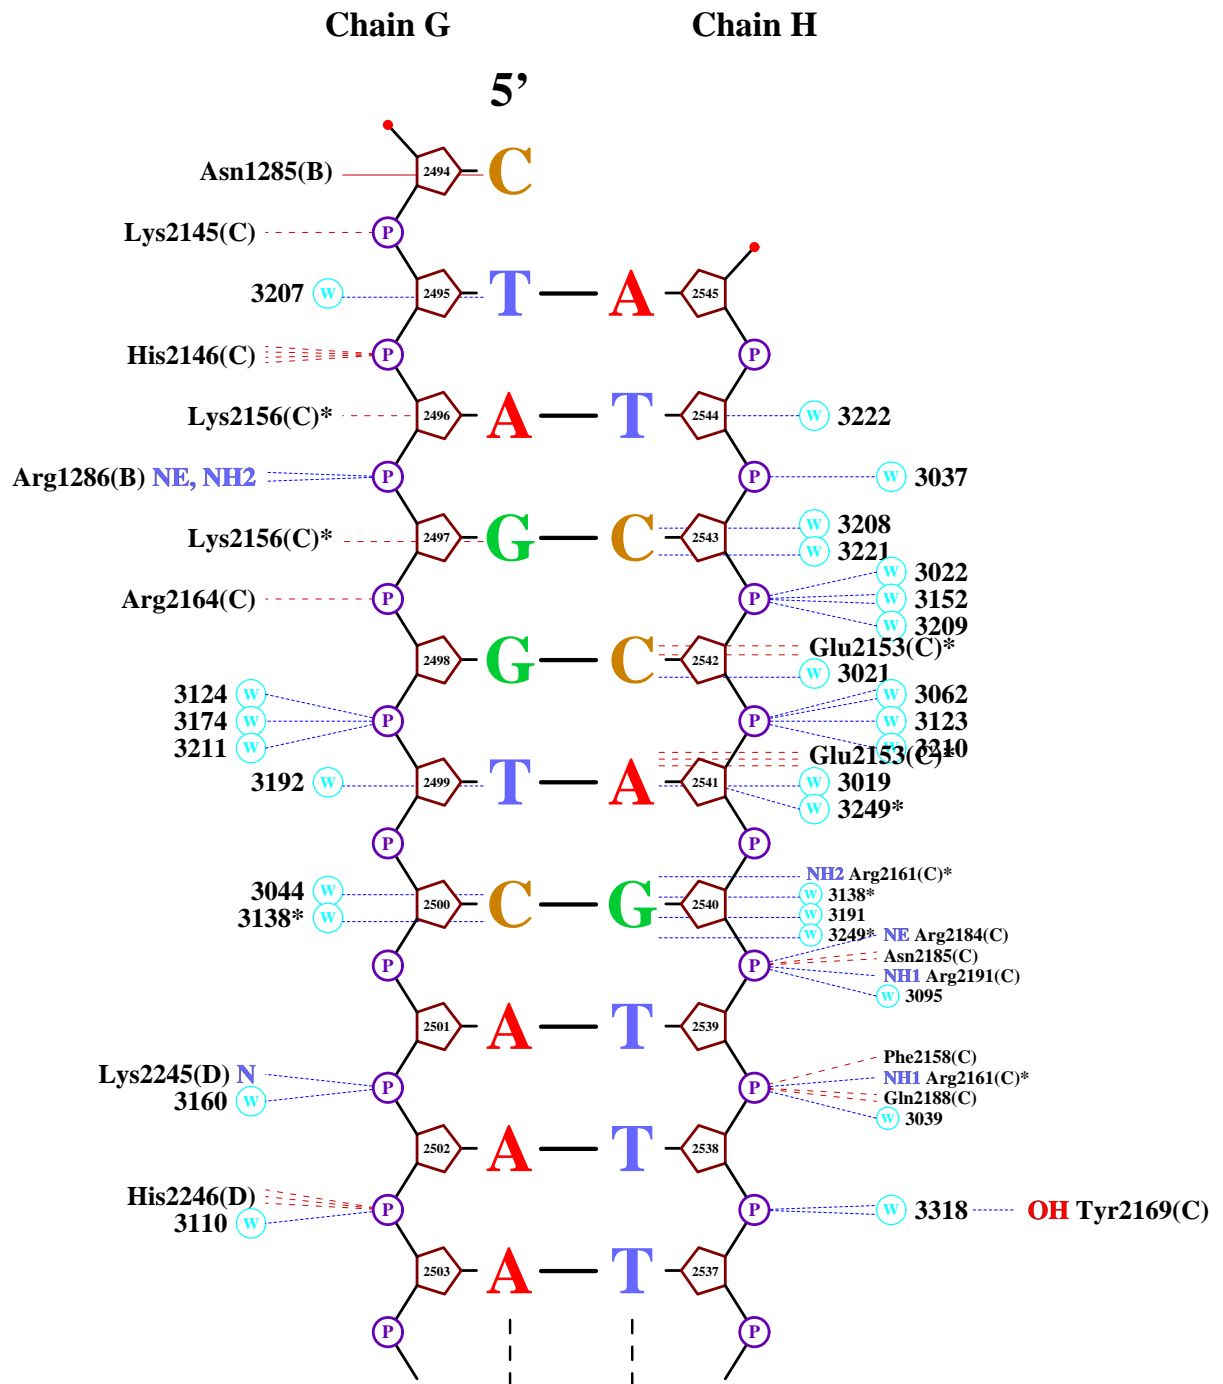 Chain G Chain H
5’
Asn1285(B) 2494 C
Lys2145(C) P
3207 W 2495 T A 2545
His2146(C) P P
Lys2156(C)* 2496 A T 2544 W 3222
Arg1286(B) NE, NH2 P P W 3037
W 3208
Lys2156(C)* 2497 G C 2543
W 3221
W 3022
Arg2164(C) P P W 3152
W 3209
Glu2153(C)*
2498 G C 2542
W 3021
3124 W W 3062
3174 W P P W 3123
3211 W W 3210
Glu2153(C)*
3192 W 2499 T A 2541 W 3019
W 3249*
P P
NH2 Arg2161(C)*
3044 W W 3138*
2500 C G 2540
3138* W W 3191
W 3249*
NE Arg2184(C)
Asn2185(C)
P P
NH1 Arg2191(C)
W 3095
2501 A T 2539
Phe2158(C)
Lys2245(D) N NH1 Arg2161(C)*
P P
3160 W Gln2188(C)
W 3039
2502 A T 2538
His2246(D)
P P W 3318 OH Tyr2169(C)
3110 W
2503 A T 2537
P P